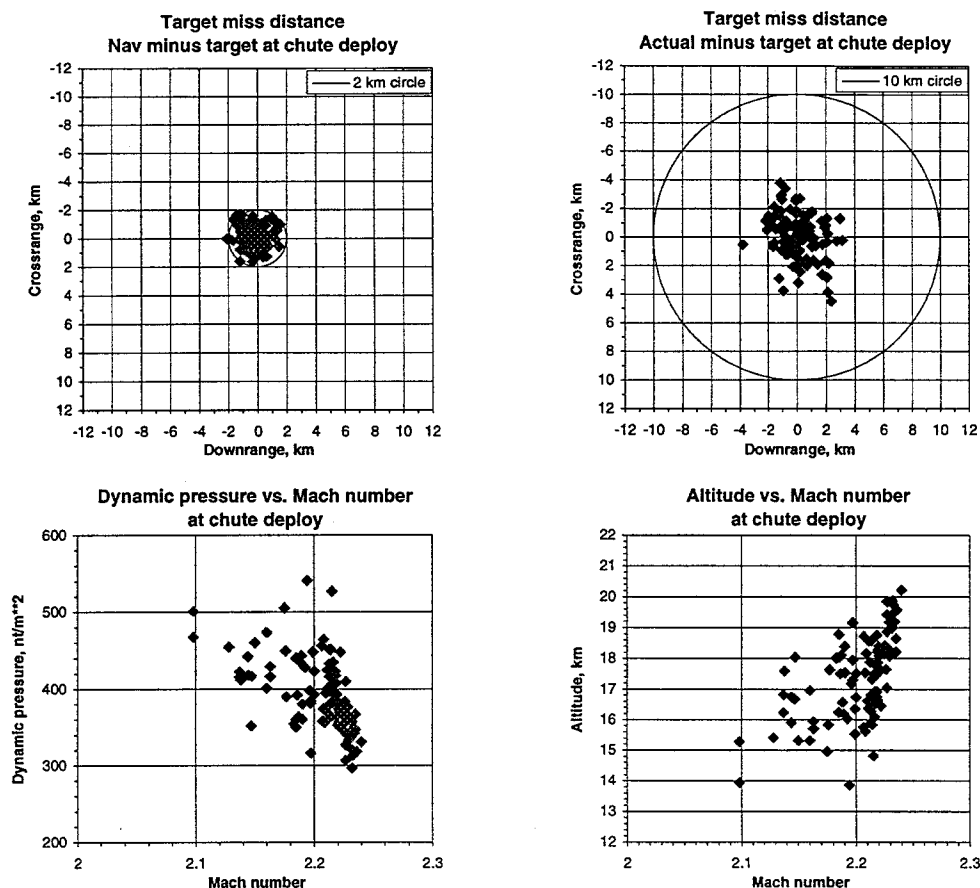 Target miss distance
Nav minus target at chute deploy
2 km circle
-12
-10
-8
-6
-4
-2
0
2
4
6
8
10
12
Crossrange, km
-12 -10 -8 -6 -4 -2 0 2 4 6 8 10 12
Downrange, km
Target miss distance
Actual minus target at chute deploy
10 km circle
-12
-10
-8
-6
-4
-2
0
2
4
6
8
10
12
Crossrange, km
-12 -10 -8 -6 -4 -2 0 2 4 6 8 10 12
Downrange, km
Dynamic pressure vs. Mach number
at chute deploy
600
500
400
300
200
Dynamic pressure, nt/m**2
2 2.1 2.2 2.3
Mach number
Altitude vs. Mach number
at chute deploy
22
21
20
19
18
17
16
15
14
13
12
Altitude, km
2 2.1 2.2 2.3
Mach number